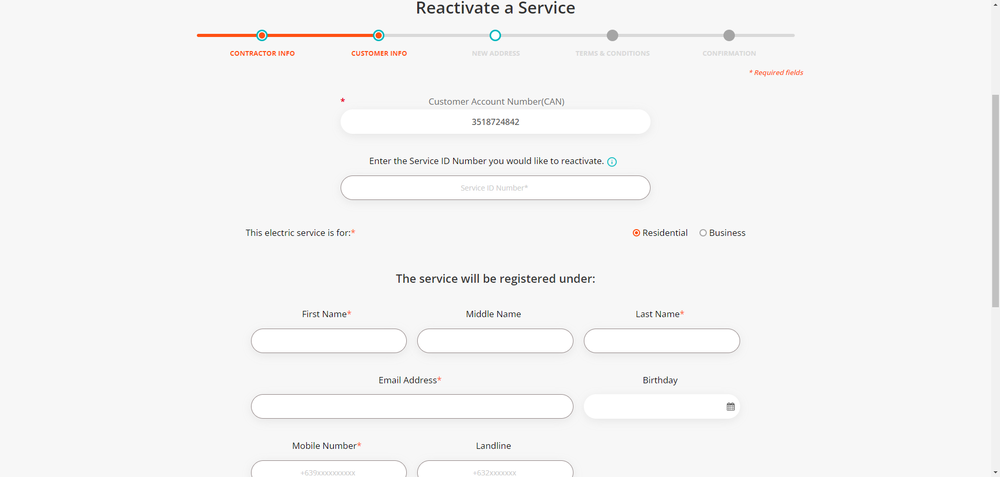 Reactivate a Service
CONTRACTOR INFO
CUSTOMER INFO
NEW ADDRESS
TERMS & CONDITIONS
CONFIRMATION
* Required fields
* Customer Account Number(CAN)
3518724842
Enter the Service ID Number you would like to reactivate.
Service ID Number*
This electric service is for:*
Residential
Business
The service will be registered under:
First Name*
Middle Name
Last Name*
Email Address*
Birthday
Mobile Number*
Landline
+639xxxxxxxxxx
+632xxxxxxx